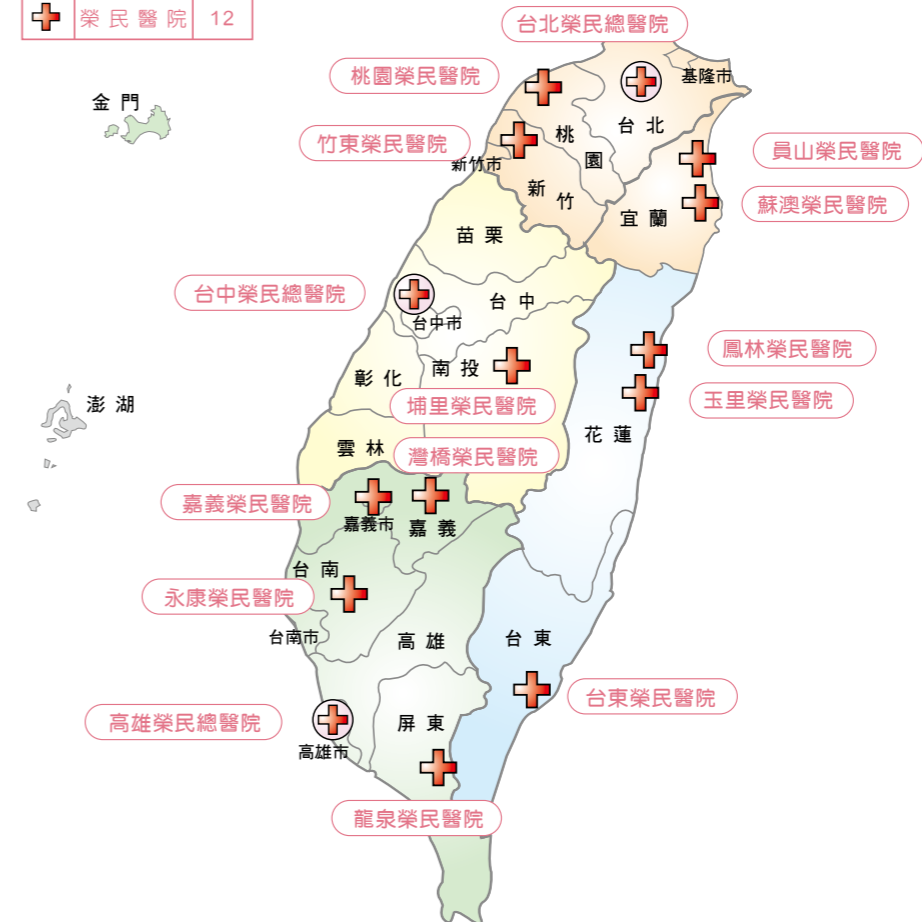 榮民醫院 12
台北榮民總醫院
桃園榮民醫院
基隆市
金門
台北
桃園
竹東榮民醫院
員山榮民醫院
新竹市
新竹
蘇澳榮民醫院
宜蘭
苗栗
台中榮民總醫院
台中
台中市
鳳林榮民醫院
南投
彰化
玉里榮民醫院
澎湖
埔里榮民醫院
花蓮
雲林
灣橋榮民醫院
嘉義榮民醫院
嘉義市
嘉義
台南
永康榮民醫院
台南市
高雄
台東
台東榮民醫院
高雄榮民總醫院
屏東
高雄市
龍泉榮民醫院